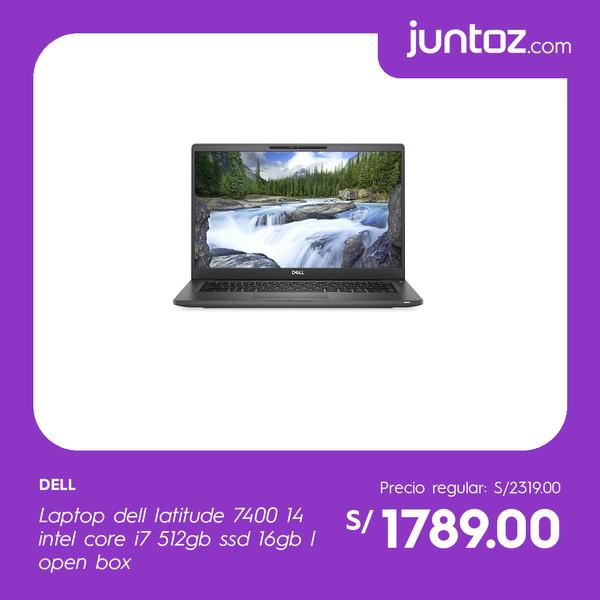 juntoz.com
DELL
DELL
Laptop dell latitude 7400 14
intel core i7 512gb ssd 16gb |
open box
Precio regular: S/2319.00
S/1789.00